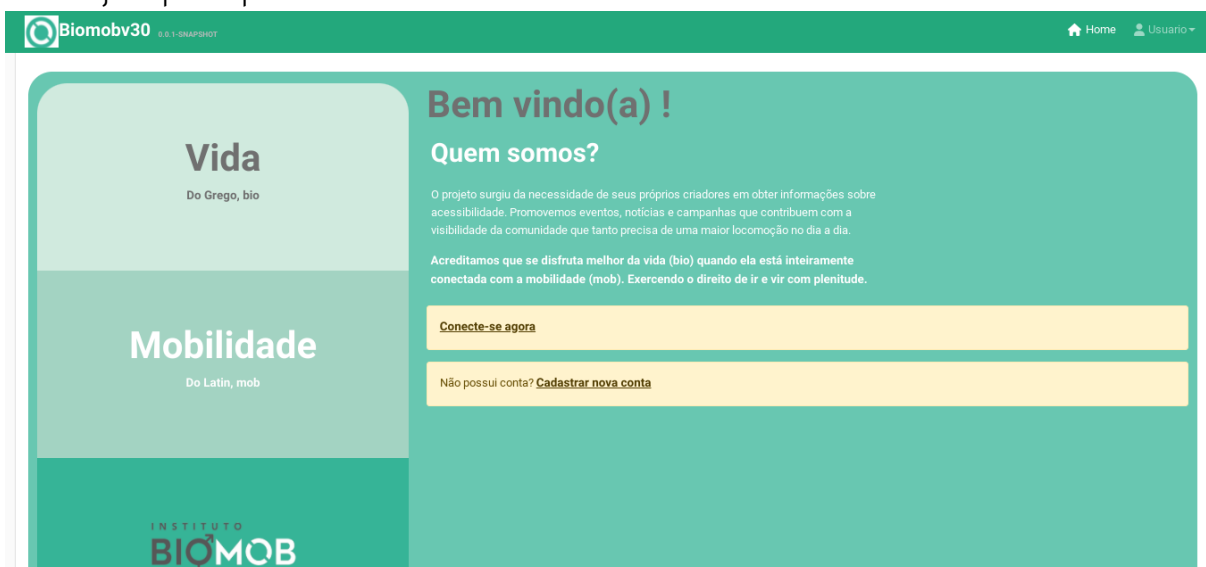 Biomobv30 0.0.1-SNAPSHOT
Home
Usuario
Vida
Do Grego, bio
Mobilidade
Do Latin, mob
INSTITUTO
BIOMOB
Bem vindo(a) !
Quem somos?
O projeto surgiu da necessidade de seus próprios criadores em obter informações sobre
acessibilidade. Promovemos eventos, notícias e campanhas que contribuem com a
visibilidade da comunidade que tanto precisa de uma maior locomoção no dia a dia.
Acreditamos que se disfruta melhor da vida (bio) quando ela está inteiramente
conectada com a mobilidade (mob). Exercendo o direito de ir e vir com plenitude.
Conecte-se agora
Não possui conta? Cadastrar nova conta